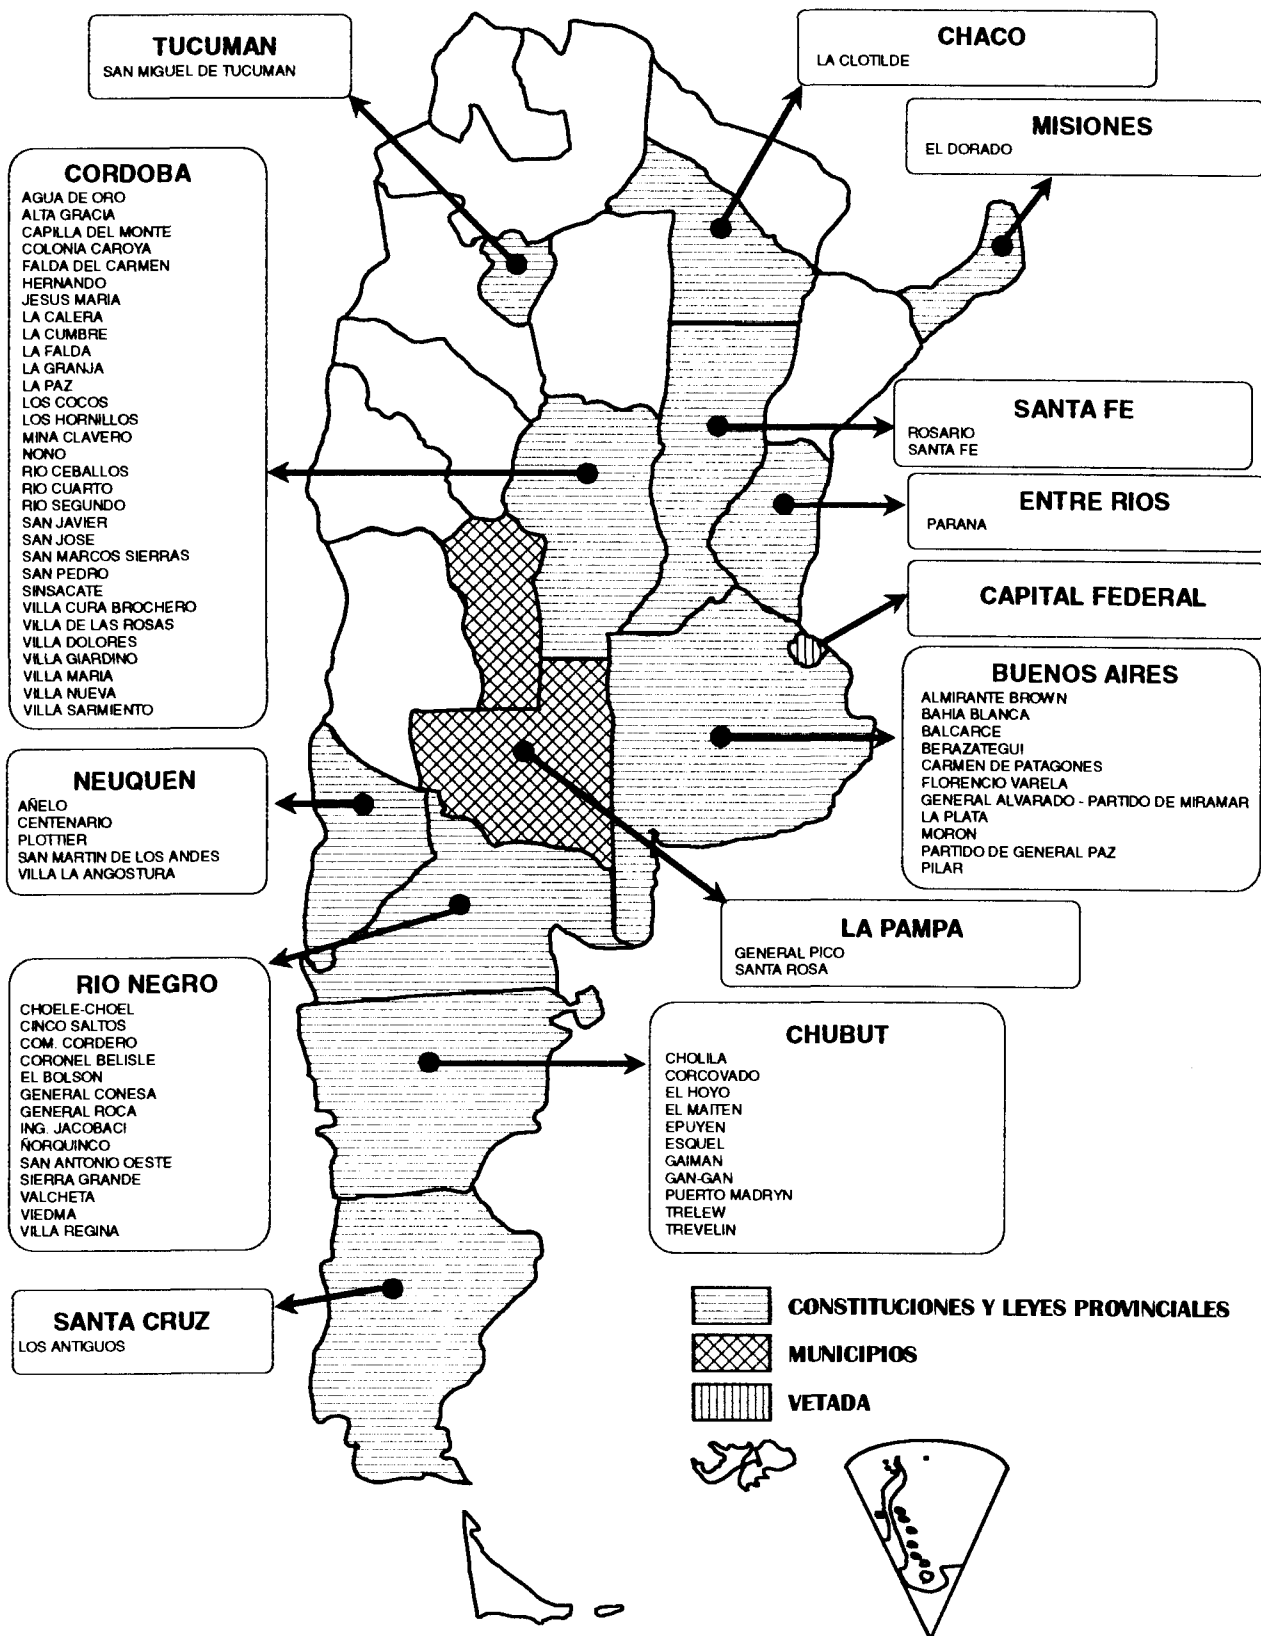 TUCUMAN
SAN MIGUEL DE TUCUMAN
CHACO
LA CLOTILDE
MISIONES
EL DORADO
CORDOBA
AGUA DE ORO
ALTA GRACIA
CAPILLA DEL MONTE
COLONIA CAROYA
FALDA DEL CARMEN
HERNANDO
JESUS MARIA
LA CALERA
LA CUMBRE
LA FALDA
LA GRANJA
LA PAZ
LOS COCOS
LOS HORNILLOS
MINA CLAVERO
NONO
RIO CEBALLOS
RIO CUARTO
RIO SEGUNDO
SAN JAVIER
SAN JOSE
SAN MARCOS SIERRAS
SAN PEDRO
SINSACATE
VILLA CURA BROCHERO
VILLA DE LAS ROSAS
VILLA DOLORES
VILLA GIARDINO
VILLA MARIA
VILLA NUEVA
VILLA SARMIENTO
SANTA FE
ROSARIO
SANTA FE
ENTRE RIOS
PARANA
CAPITAL FEDERAL
BUENOS AIRES
ALMIRANTE BROWN
BAHIA BLANCA
BALCARCE
BERAZATEGUI
CARMEN DE PATAGONES
FLORENCIO VARELA
GENERAL ALVARADO - PARTIDO DE MIRAMAR
LA PLATA
MORON
PARTIDO DE GENERAL PAZ
PILAR
NEUQUEN
AÑELO
CENTENARIO
PLOTTIER
SAN MARTIN DE LOS ANDES
VILLA LA ANGOSTURA
LA PAMPA
GENERAL PICO
SANTA ROSA
RIO NEGRO
CHOELE-CHOEL
CINCO SALTOS
COM. CORDERO
CORONEL BELISLE
EL BOLSON
GENERAL CONESA
GENERAL ROCA
ING. JACOBACI
ÑORQUINCO
SAN ANTONIO OESTE
SIERRA GRANDE
VALCHETA
VIEDMA
VILLA REGINA
CHUBUT
CHOLILA
CORCOVADO
EL HOYO
EL MAITEN
EPUYEN
ESQUEL
GAIMAN
GAN-GAN
PUERTO MADRYN
TRELEW
TREVELIN
SANTA CRUZ
LOS ANTIGUOS
CONSTITUCIONES Y LEYES PROVINCIALES
MUNICIPIOS
VETADA